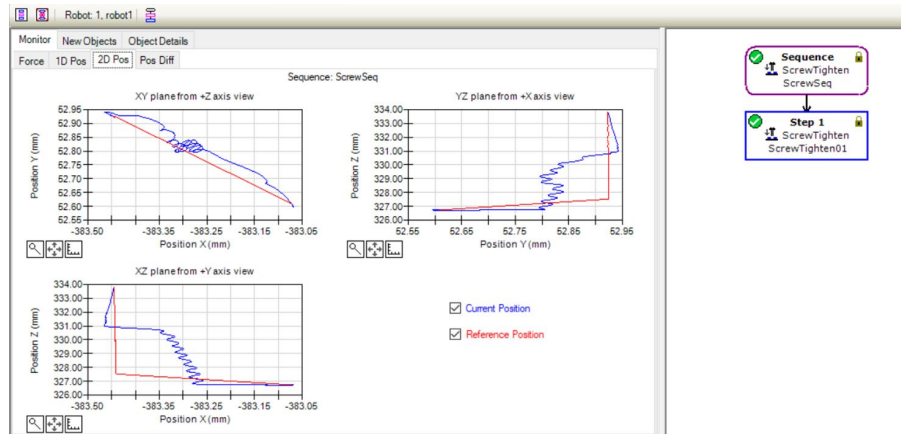 Robot: 1, robot1
Monitor New Objects Object Details
Force 1D Pos 2D Pos Pos Diff
Sequence: ScrewSeq
XY plane from +Z axis view
Position Y (mm)
52.95
52.90
52.85
52.80
52.75
52.70
52.65
52.60
52.55
-383.50 -383.35 -383.25 -383.15 -383.05
Position X (mm)
YZ plane from +X axis view
Position Z (mm)
334.00
333.00
332.00
331.00
330.00
329.00
328.00
327.00
326.00
52.55 52.65 52.75 52.85 52.95
Position Y (mm)
XZ plane from +Y axis view
Position Z (mm)
334.00
333.00
332.00
331.00
330.00
329.00
328.00
327.00
326.00
-383.50 -383.35 -383.25 -383.15 -383.05
Position X (mm)
Current Position
Reference Position
Sequence
ScrewTighten
ScrewSeq
Step 1
ScrewTighten
ScrewTighten01